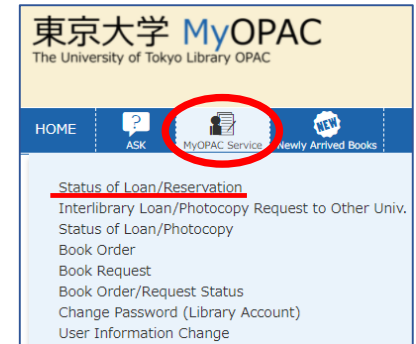 東京大学 MyOPAC
The University of Tokyo Library OPAC
HOME
?
ASK
MyOPAC Service
NEW
Newly Arrived Books
Status of Loan/Reservation
Interlibrary Loan/Photocopy Request to Other Univ.
Status of Loan/Photocopy
Book Order
Book Request
Book Order/Request Status
Change Password (Library Account)
User Information Change